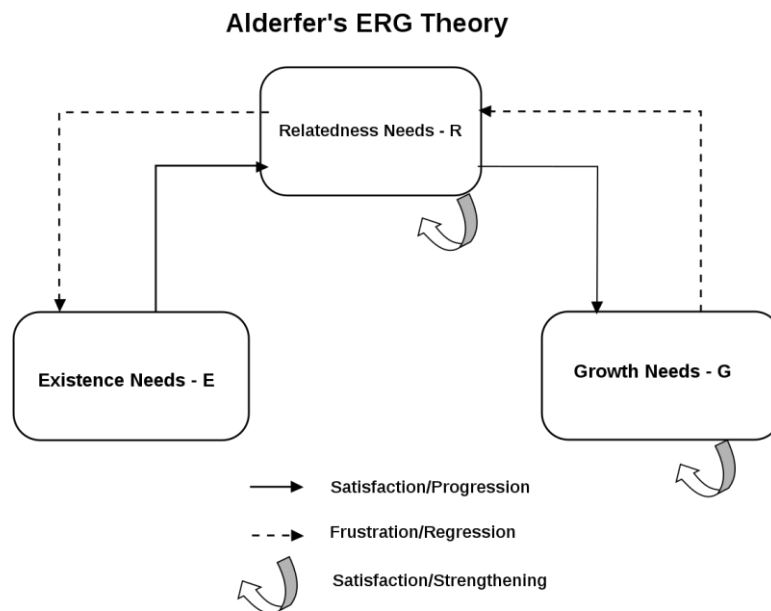 Alderfer's ERG Theory
Relatedness Needs - R
Existence Needs - E
Growth Needs - G
Satisfaction/Progression
Frustration/Regression
Satisfaction/Strengthening